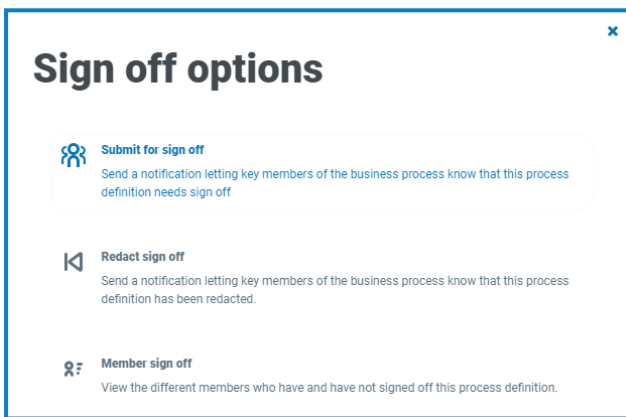 Sign off options
Submit for sign off
Send a notification letting key members of the business process know that this process
definition needs sign off
Redact sign off
Send a notification letting key members of the business process know that this process
definition has been redacted.
Member sign off
View the different members who have and have not signed off this process definition.